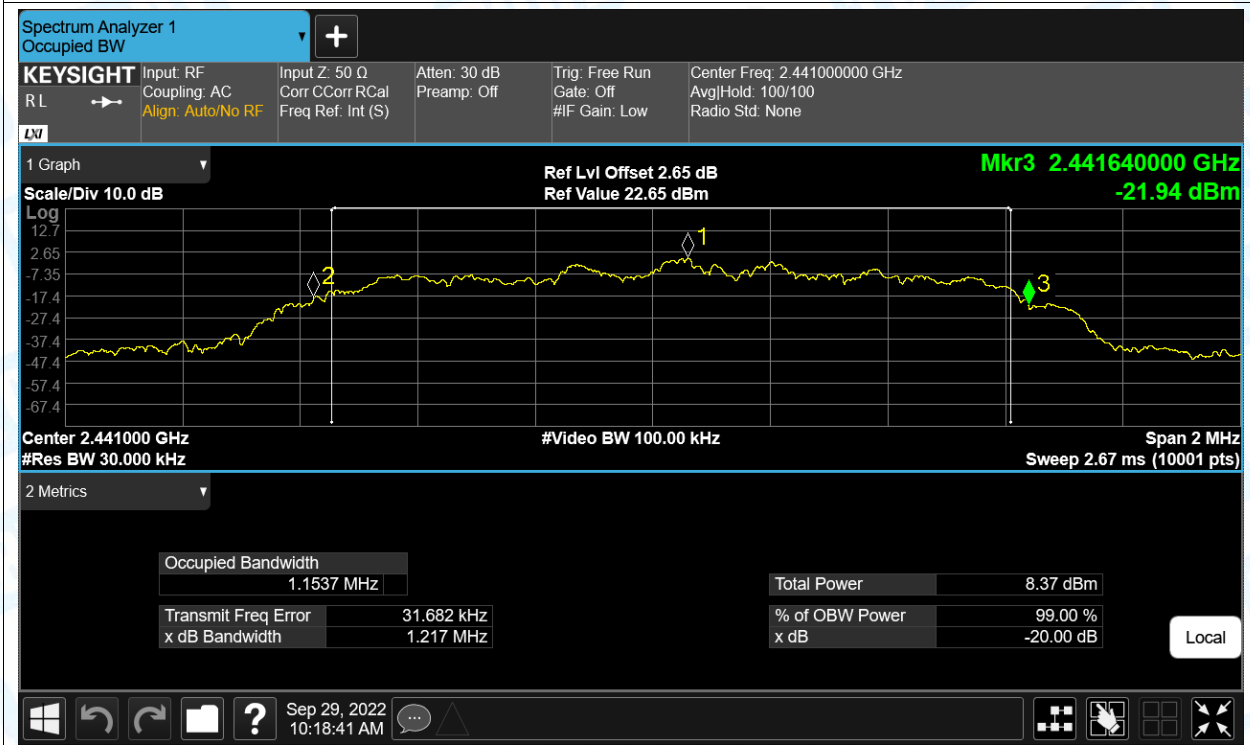 Spectrum Analyzer 1
Occupied BW
KEYSIGHT
R L
LXI
Input: RF
Coupling: AC
Align: Auto/No RF
Input Z: 50 Ω
Corr CCorr RCal
Freq Ref: Int (S)
Atten: 30 dB
Preamp: Off
Trig: Free Run
Gate: Off
#IF Gain: Low
Center Freq: 2.441000000 GHz
Avg|Hold: 100/100
Radio Std: None
1 Graph
Scale/Div 10.0 dB
Ref Lvl Offset 2.65 dB
Ref Value 22.65 dBm
Mkr3 2.441640000 GHz
-21.94 dBm
Log
12.7
2.65
-7.35
-17.4
-27.4
-37.4
-47.4
-57.4
-67.4
1
2
3
Center 2.441000 GHz
#Res BW 30.000 kHz
#Video BW 100.00 kHz
Span 2 MHz
Sweep 2.67 ms (10001 pts)
2 Metrics
Occupied Bandwidth
1.1537 MHz
Transmit Freq Error 31.682 kHz
x dB Bandwidth 1.217 MHz
Total Power 8.37 dBm
% of OBW Power 99.00 %
x dB -20.00 dB
Local
?
Sep 29, 2022
10:18:41 AM